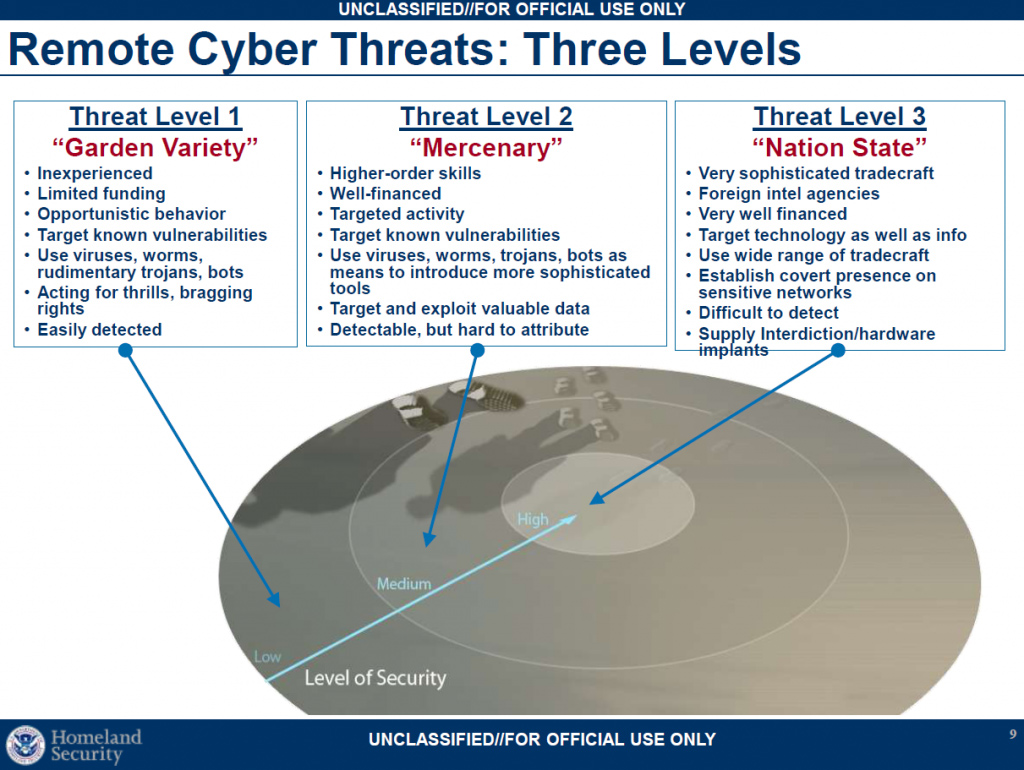 UNCLASSIFIED//FOR OFFICIAL USE ONLY
Remote Cyber Threats: Three Levels
Threat Level 1
“Garden Variety”
• Inexperienced
• Limited funding
• Opportunistic behavior
• Target known vulnerabilities
• Use viruses, worms,
rudimentary trojans, bots
• Acting for thrills, bragging
rights
• Easily detected
Threat Level 2
“Mercenary”
• Higher-order skills
• Well-financed
• Targeted activity
• Target known vulnerabilities
• Use viruses, worms, trojans, bots as
means to introduce more sophisticated
tools
• Target and exploit valuable data
• Detectable, but hard to attribute
Threat Level 3
“Nation State”
• Very sophisticated tradecraft
• Foreign intel agencies
• Very well financed
• Target technology as well as info
• Use wide range of tradecraft
• Establish covert presence on
sensitive networks
• Difficult to detect
• Supply Interdiction/hardware
implants
High
Medium
Low
Level of Security
Homeland
Security
UNCLASSIFIED//FOR OFFICIAL USE ONLY
9